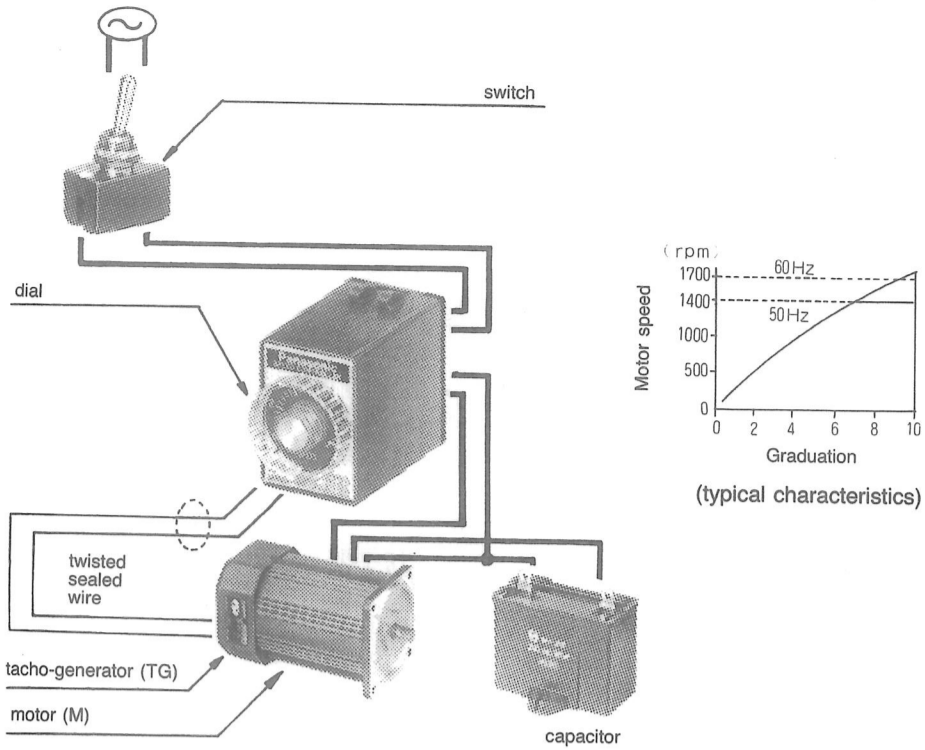 switch
dial
Panasonic
twisted
sealed
wire
tacho-generator (TG)
motor (M)
capacitor
(rpm)
1700
1400
1000
500
0
60Hz
50Hz
Motor speed
0 2 4 6 8 10
Graduation
(typical characteristics)